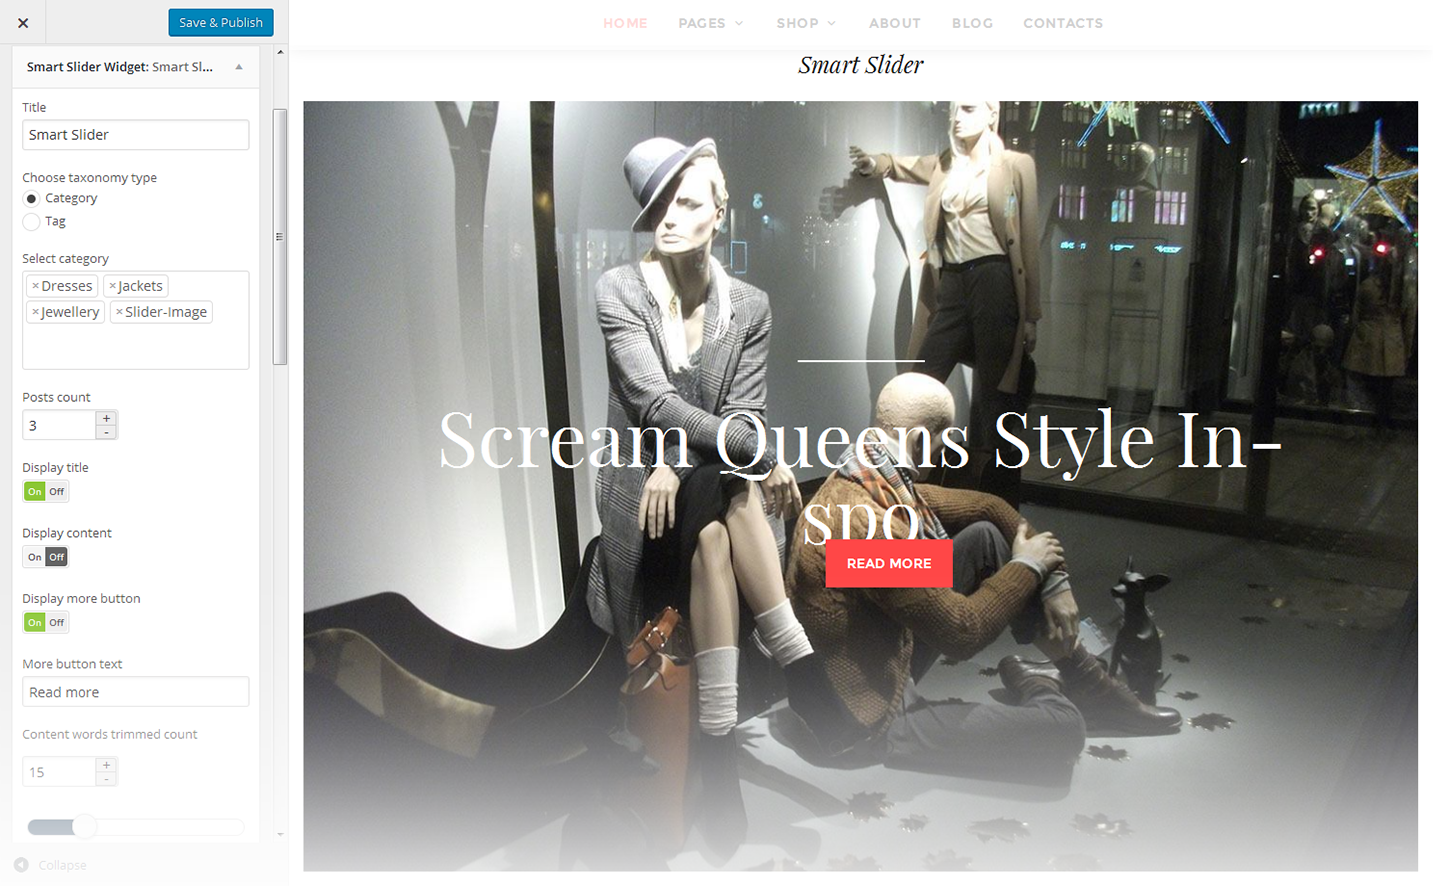 Save & Publish
Smart Slider Widget: Smart Sl...
Title
Smart Slider
Choose taxonomy type
Category
Tag
Select category
×Dresses ×Jackets
×Jewellery ×Slider-Image
Posts count
3
Display title
On Off
Display content
On Off
Display more button
On Off
More button text
Read more
Content words trimmed count
15
Collapse
HOME PAGES SHOP ABOUT BLOG CONTACTS
Smart Slider
Scream Queens Style In-
spo
READ MORE